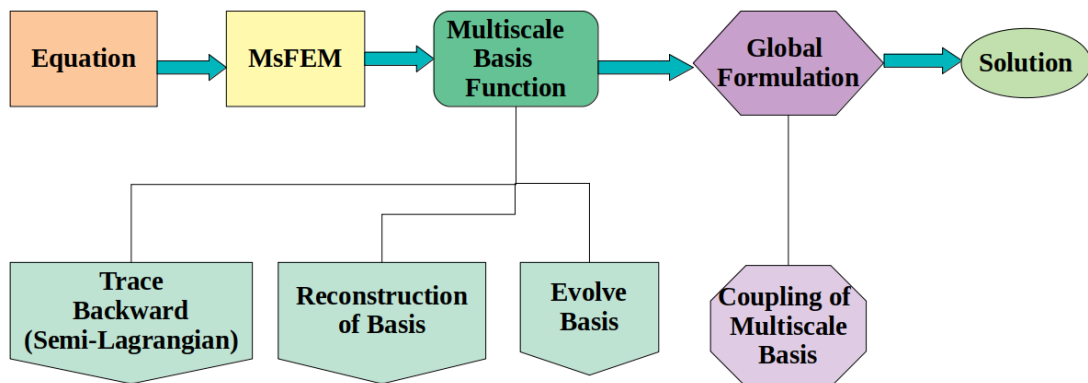 Equation
MsFEM
Multiscale
Basis
Function
Global
Formulation
Solution
Trace
Backward
(Semi-Lagrangian)
Reconstruction
of Basis
Evolve
Basis
Coupling of
Multiscale
Basis